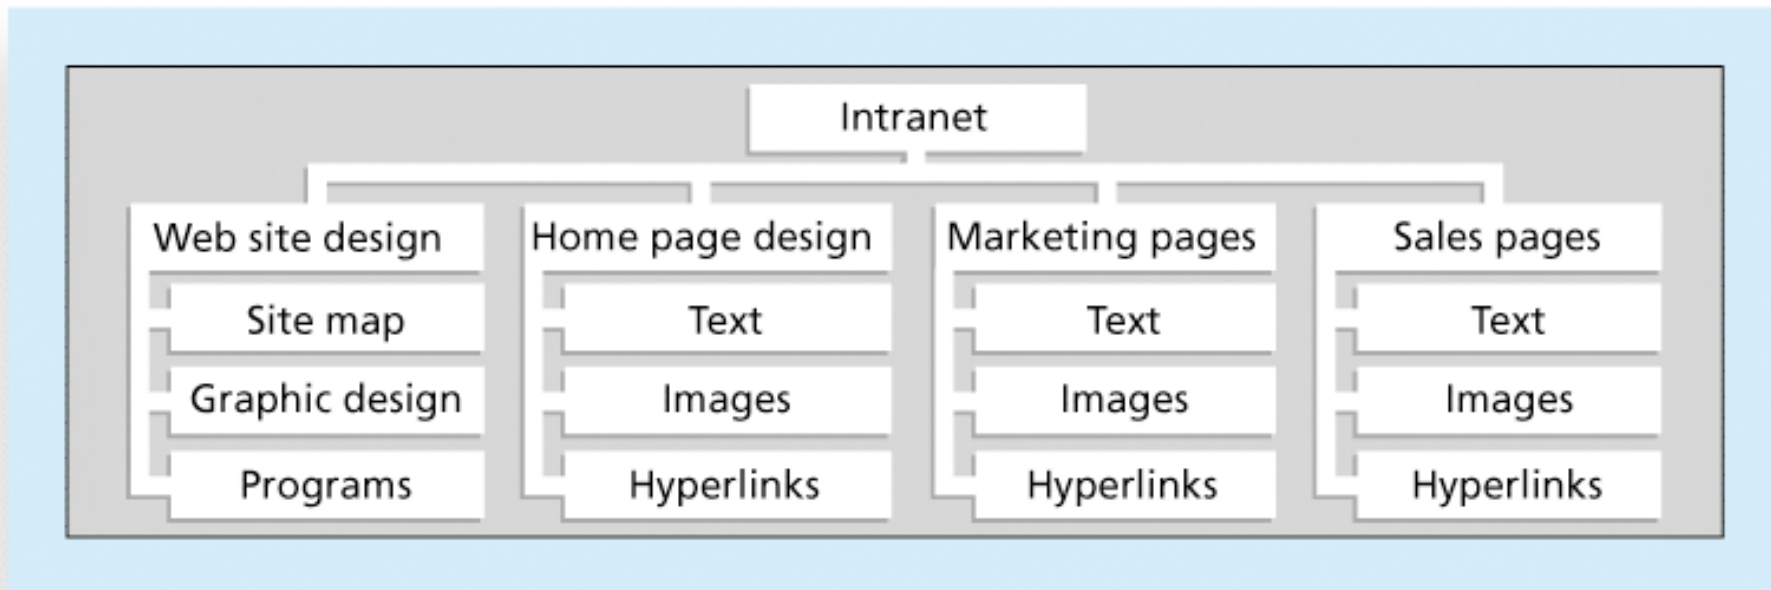 Intranet
Web site design
Site map
Graphic design
Programs
Home page design
Text
Images
Hyperlinks
Marketing pages
Text
Images
Hyperlinks
Sales pages
Text
Images
Hyperlinks